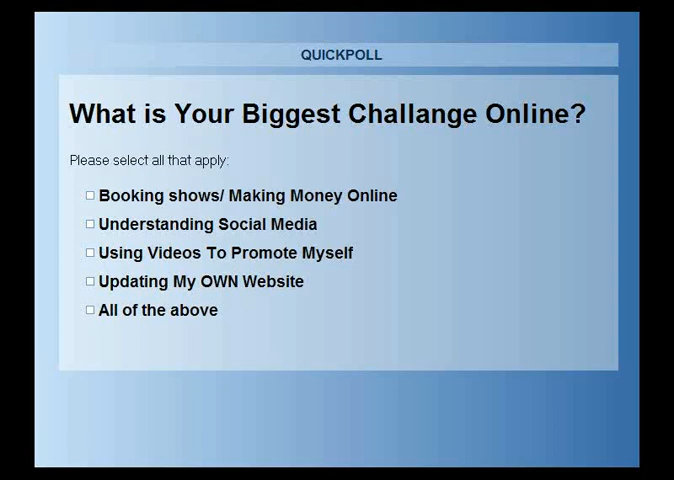 QUICKPOLL
What is Your Biggest Challange Online?
Please select all that apply:
Booking shows/ Making Money Online
Understanding Social Media
Using Videos To Promote Myself
Updating My OWN Website
All of the above